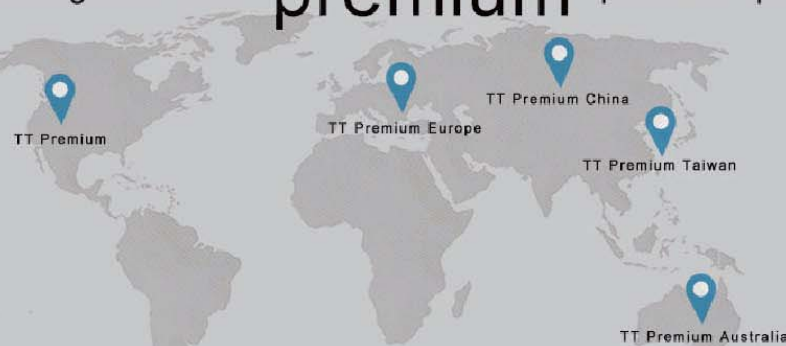 premium
TT Premium China
TT Premium Europe
TT Premium
TT Premium Taiwan
TT Premium Australia